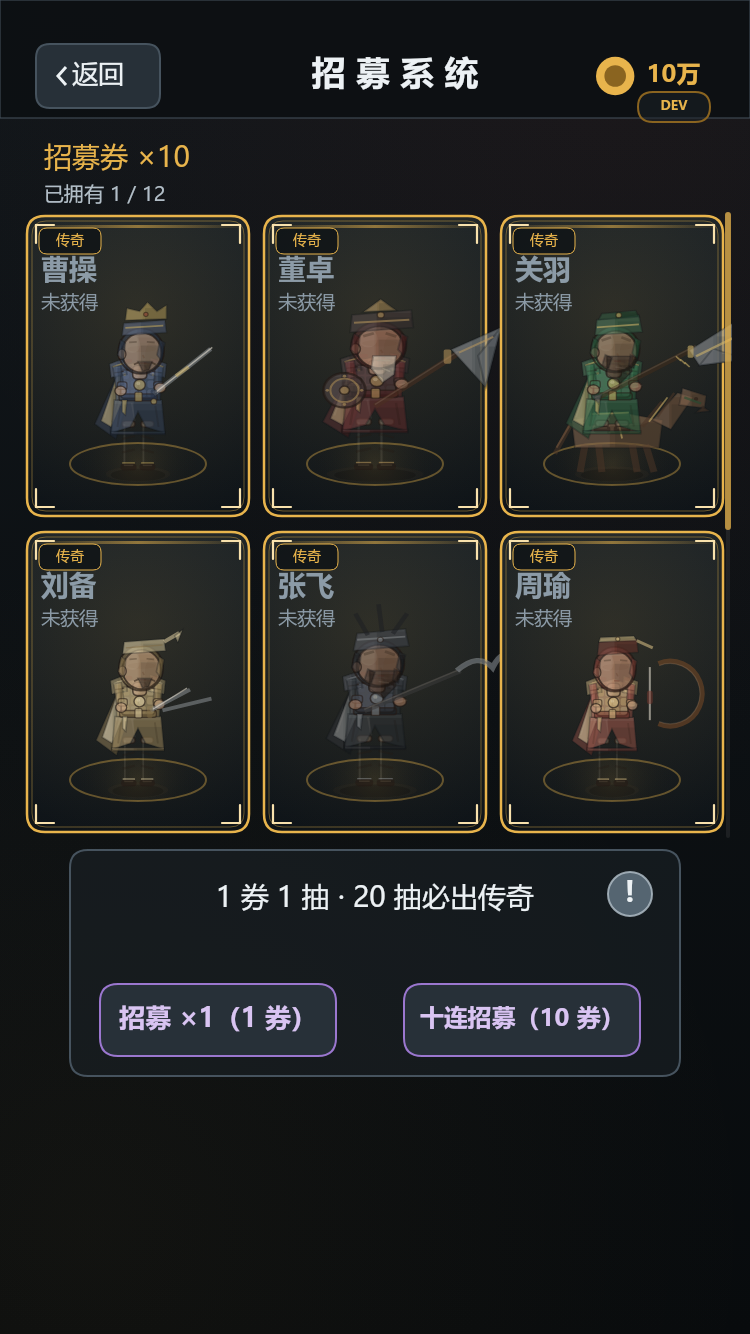 返回
招募系统
10万
DEV
招募券 ×10
已拥有 1 / 12
传奇
曹操
未获得
传奇
董卓
未获得
传奇
关羽
未获得
传奇
刘备
未获得
传奇
张飞
未获得
传奇
周瑜
未获得
1 券 1 抽 · 20 抽必出传奇
!
招募 ×1（1 券）
十连招募（10 券）